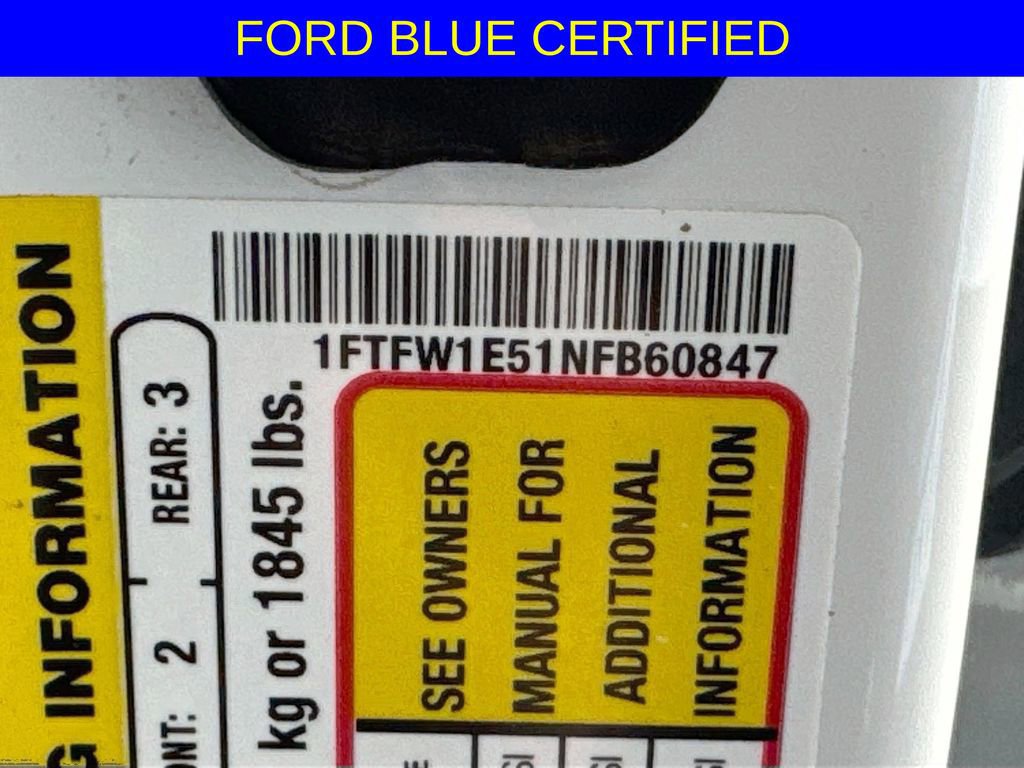 FORD BLUE CERTIFIED
1FTFW1E51NFB60847
G INFORMATION
ONT: 2 REAR: 3
kg or 1845 lbs.
SEE OWNERS
MANUAL FOR
ADDITIONAL
INFORMATION